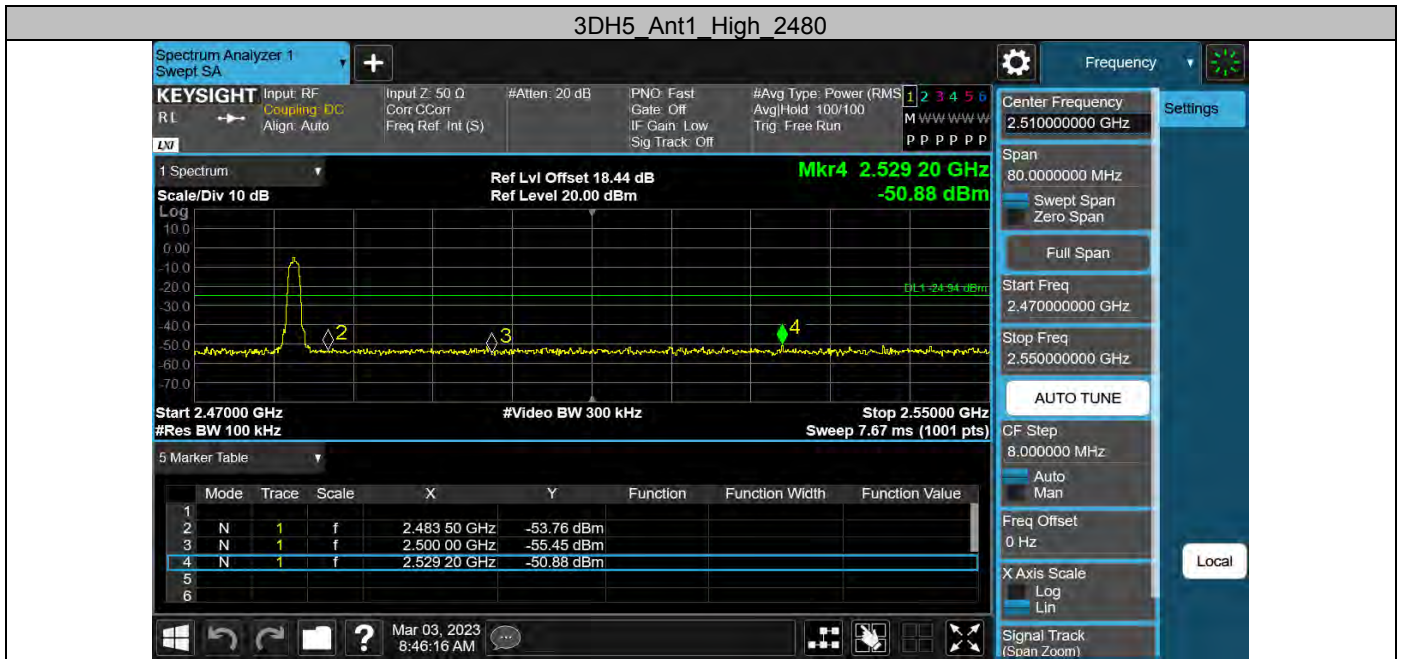 3DH5_Ant1_High_2480
Spectrum Analyzer 1
Swept SA
Frequency
KEYSIGHT
RL
LXI
Input: RF
Coupling: DC
Align: Auto
Input Z: 50 Ω
Corr CCorr
Freq Ref: Int (S)
#Atten: 20 dB
PNO: Fast
Gate: Off
IF Gain: Low
Sig Track: Off
#Avg Type: Power (RMS
Avg|Hold: 100/100
Trig: Free Run
1 2 3 4 5 6
M W W W W W
P P P P P P
1 Spectrum
Scale/Div 10 dB
Ref Lvl Offset 18.44 dB
Ref Level 20.00 dBm
Mkr4 2.529 20 GHz
-50.88 dBm
Log
10.0
0.00
-10.0
-20.0
-30.0
-40.0
-50.0
-60.0
-70.0
DL1 -24.94 dBm
2
3
4
Start 2.47000 GHz
#Video BW 300 kHz
Stop 2.55000 GHz
#Res BW 100 kHz
Sweep 7.67 ms (1001 pts)
5 Marker Table
Mode Trace Scale X Y Function Function Width Function Value
1
2 N 1 f 2.483 50 GHz -53.76 dBm
3 N 1 f 2.500 00 GHz -55.45 dBm
4 N 1 f 2.529 20 GHz -50.88 dBm
5
6
?
Mar 03, 2023
8:46:16 AM
Settings
Center Frequency
2.510000000 GHz
Span
80.0000000 MHz
Swept Span
Zero Span
Full Span
Start Freq
2.470000000 GHz
Stop Freq
2.550000000 GHz
AUTO TUNE
CF Step
8.000000 MHz
Auto
Man
Freq Offset
0 Hz
X Axis Scale
Log
Lin
Signal Track
(Span Zoom)
Local